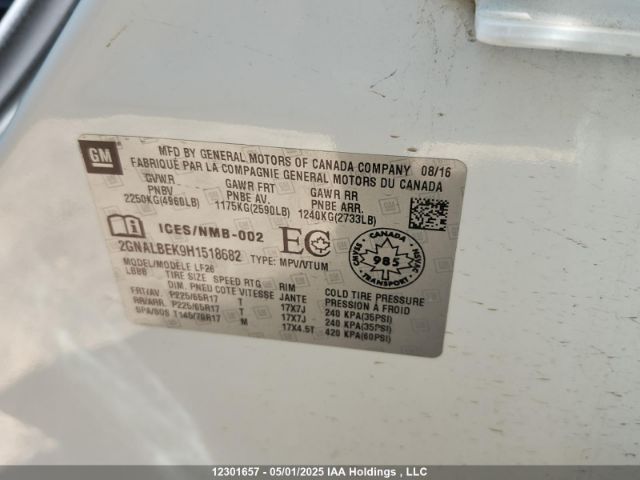 GM
MFD BY GENERAL MOTORS OF CANADA COMPANY 08/16
FABRIQUÉ PAR LA COMPAGNIE GENERAL MOTORS DU CANADA
GVWR GAWR FRT GAWR RR
PNBV PNBE AV. PNBE ARR.
2250KG(4960LB) 1175KG(2590LB) 1240KG(2733LB)
ICES/NMB-002 EC
2GNALBEK9H1518682 TYPE: MPV/VTUM
CANADA
985
TRANSPORT
MODEL/MODÈLE LF26
TIRE SIZE SPEED RTG RIM COLD TIRE PRESSURE
DIM. PNEU COTE VITESSE JANTE PRESSION À FROID
FRT/AV P225/65R17 T 17X7J 240 KPA(35PSI)
RR/ARR. P225/65R17 T 17X7J 240 KPA(35PSI)
SPA/SOS T145/70R17 M 17X4.5T 420 KPA(60PSI)
12301657 - 05/01/2025 IAA Holdings , LLC